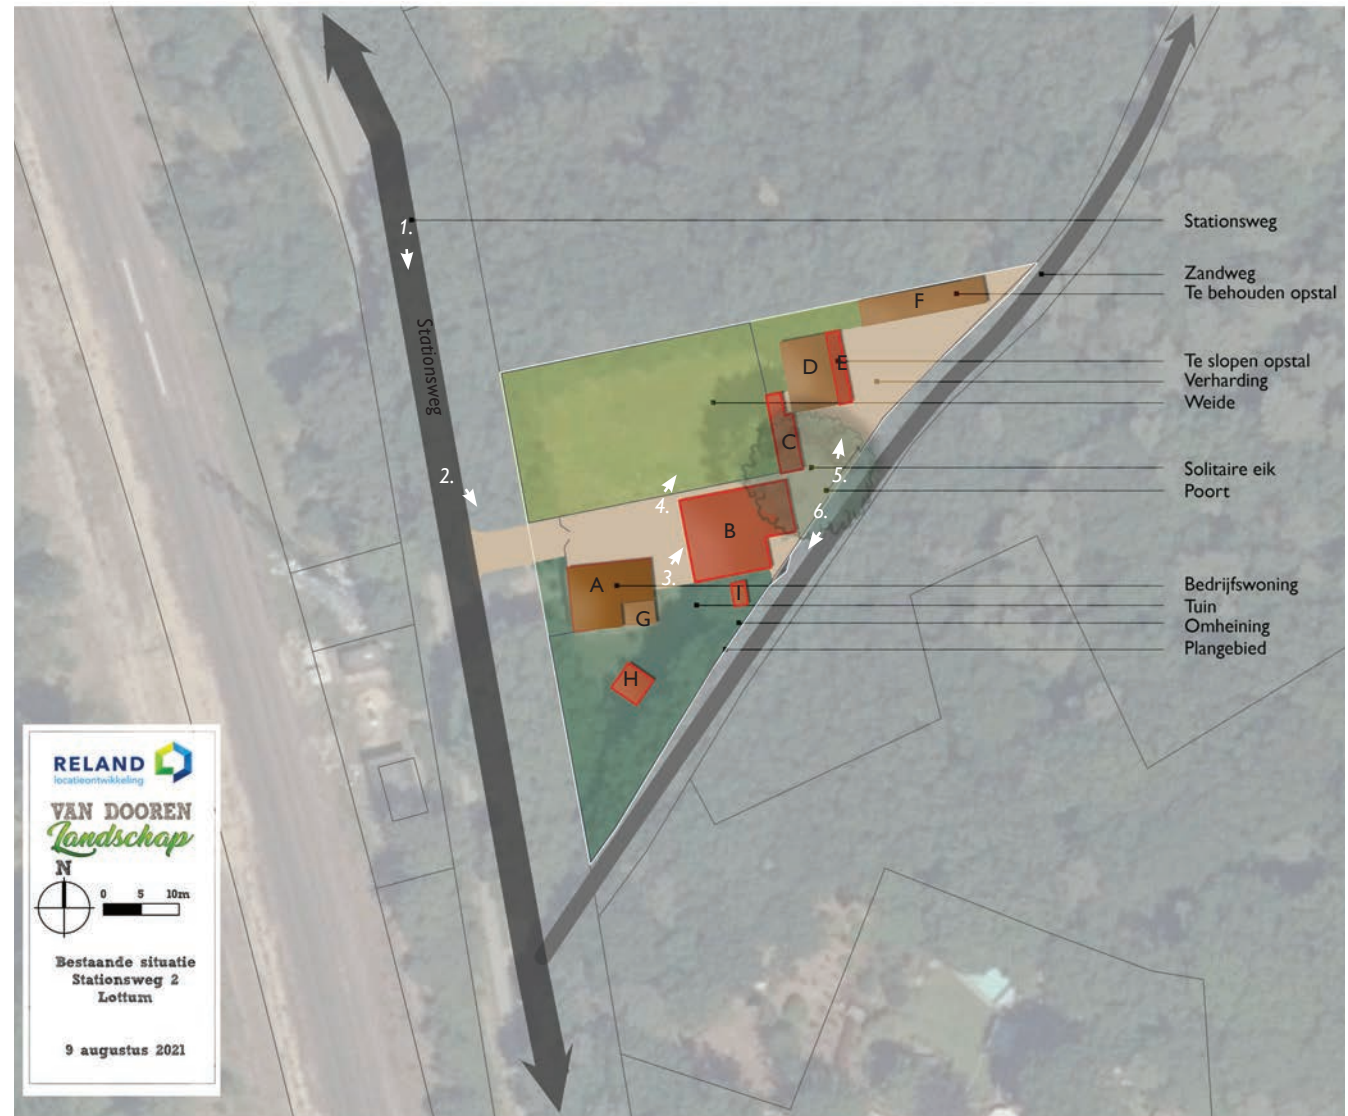 1.
Stationsweg
Stationsweg
Zandweg
Te behouden opstal
F
Te slopen opstal
D
E
Verharding
Weide
C
Solitaire eik
2.
5.
4.
Poort
6.
B
3.
Bedrijfswoning
A
I
Tuin
G
Omheining
Plangebied
H
RELAND
locatieontwikkeling
VAN DOOREN
Landschap
N
0 5 10m
Bestaande situatie
Stationsweg 2
Lottum
9 augustus 2021